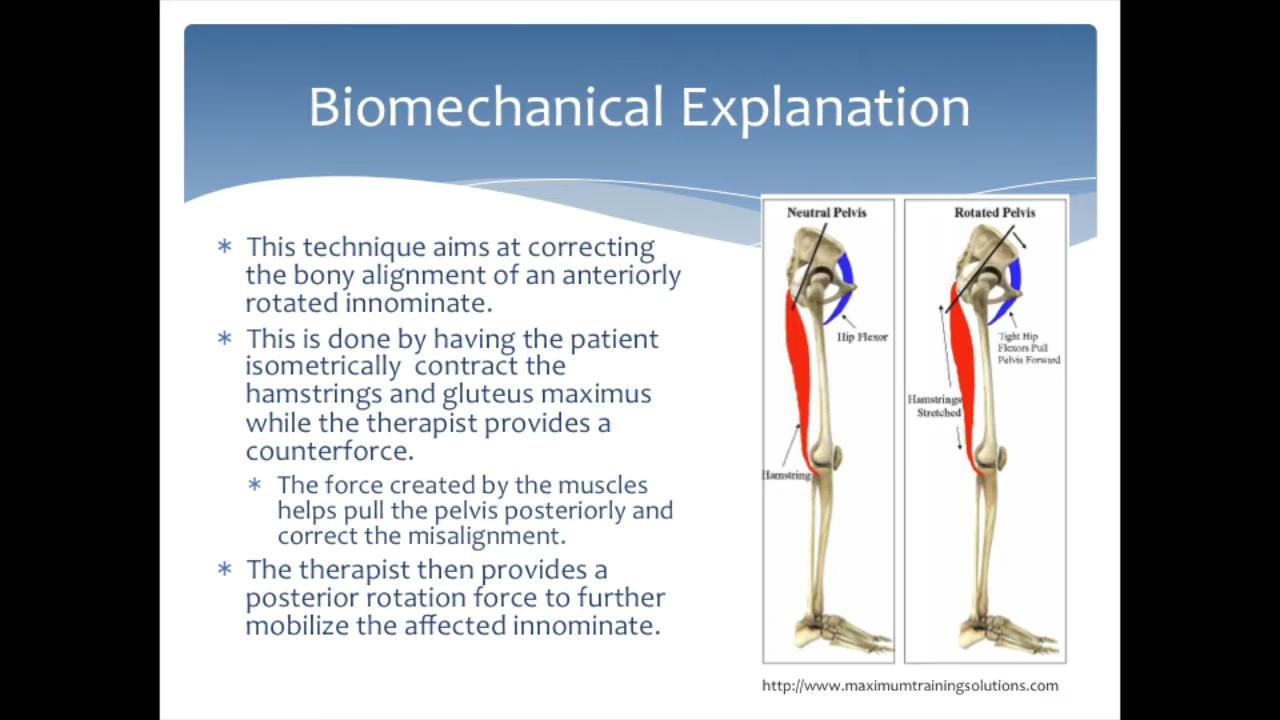 Biomechanical Explanation
* This technique aims at correcting
the bony alignment of an anteriorly
rotated innominate.
* This is done by having the patient
isometrically  contract the
hamstrings and gluteus maximus
while the therapist provides a
counterforce.
* The force created by the muscles
helps pull the pelvis posteriorly and
correct the misalignment.
* The therapist then provides a
posterior rotation force to further
mobilize the affected innominate.
Neutral Pelvis
Hip Flexor
Hamstring
Rotated Pelvis
Tight Hip
Flexors Pull
Pelvis Forward
Hamstrings
Stretched
http://www.maximumtrainingsolutions.com